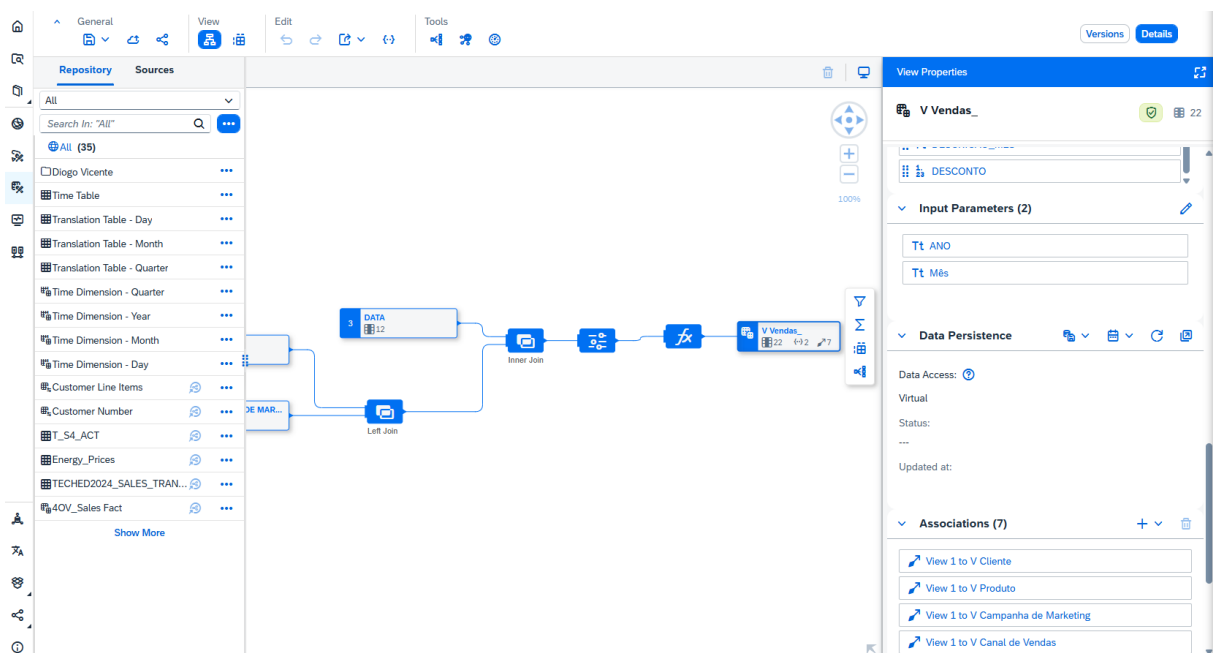 General
View
Edit
Tools
Versions
Details
Repository
Sources
All
Search In: "All"
All (35)
Diogo Vicente
Time Table
Translation Table - Day
Translation Table - Month
Translation Table - Quarter
Time Dimension - Quarter
Time Dimension - Year
Time Dimension - Month
Time Dimension - Day
Customer Line Items
Customer Number
T_S4_ACT
Energy_Prices
TECHED2024_SALES_TRAN...
4OV_Sales Fact
Show More
100%
3
DATA
12
DE MAR...
Left Join
Inner Join
fx
V Vendas_
22 2 7
View Properties
V Vendas_
22
DESCONTO
Input Parameters (2)
Tt ANO
Tt Mês
Data Persistence
Data Access:
Virtual
Status:
---
Updated at:
Associations (7)
View 1 to V Cliente
View 1 to V Produto
View 1 to V Campanha de Marketing
View 1 to V Canal de Vendas